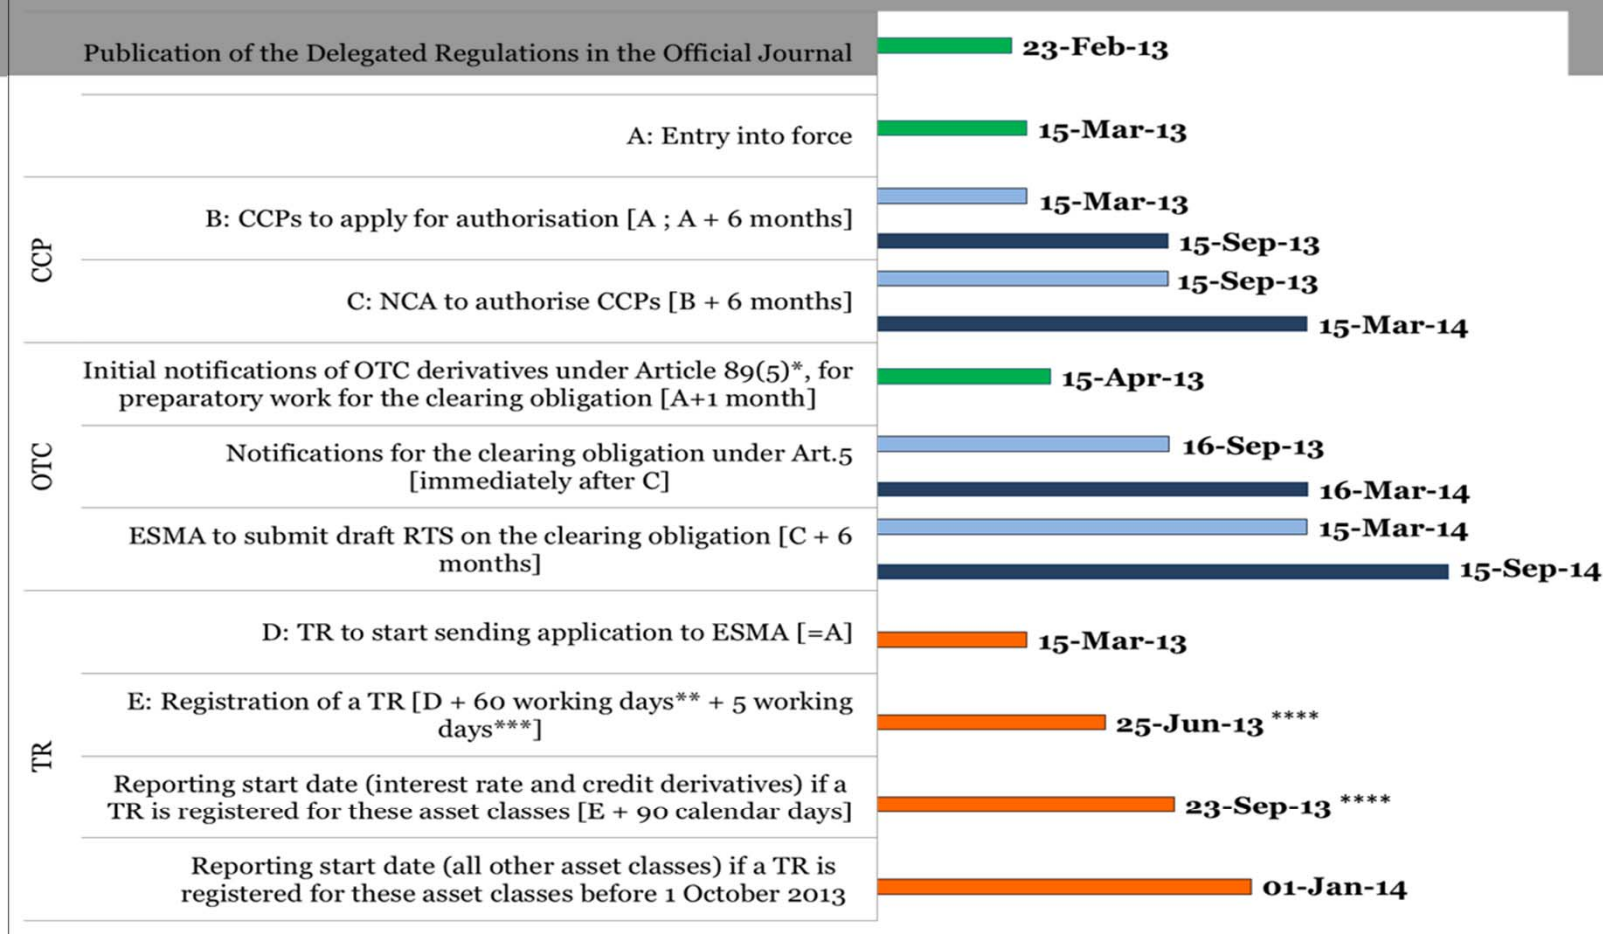 Publication of the Delegated Regulations in the Official Journal
23-Feb-13
A: Entry into force
15-Mar-13
CCP
B: CCPs to apply for authorisation [A ; A + 6 months]
15-Mar-13
15-Sep-13
C: NCA to authorise CCPs [B + 6 months]
15-Sep-13
15-Mar-14
OTC
Initial notifications of OTC derivatives under Article 89(5)*, for
preparatory work for the clearing obligation [A+1 month]
15-Apr-13
Notifications for the clearing obligation under Art.5
[immediately after C]
16-Sep-13
16-Mar-14
ESMA to submit draft RTS on the clearing obligation [C + 6
months]
15-Mar-14
15-Sep-14
TR
D: TR to start sending application to ESMA [=A]
15-Mar-13
E: Registration of a TR [D + 60 working days** + 5 working
days***]
25-Jun-13 ****
Reporting start date (interest rate and credit derivatives) if a
TR is registered for these asset classes [E + 90 calendar days]
23-Sep-13 ****
Reporting start date (all other asset classes) if a TR is
registered for these asset classes before 1 October 2013
01-Jan-14